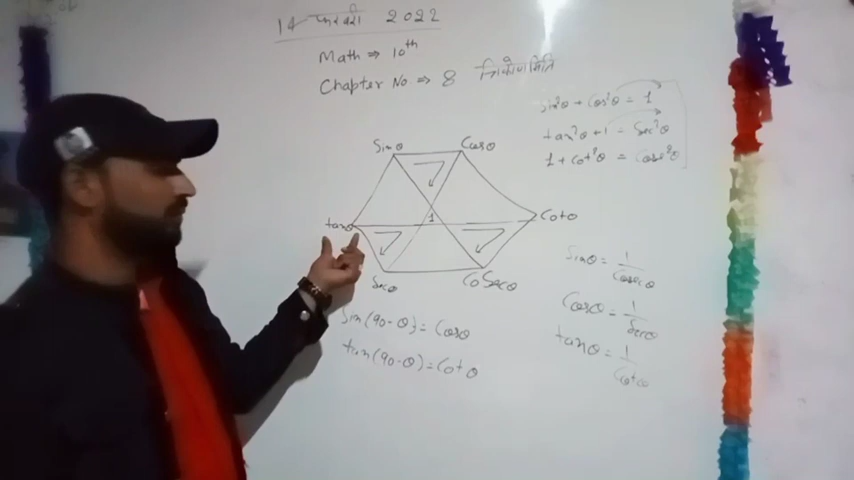 14 फरवरी 2022
Math ⇒ 10th
Chapter No ⇒ 8 त्रिकोणमिति
sin²θ + cos²θ = 1
tan²θ + 1 = Sec²θ
1 + cot²θ = Cosec²θ
Sinθ Cosθ
tanθ 1 Cotθ
Secθ CoSecθ
Sinθ = 1/Cosecθ
Cosθ = 1/Secθ
tanθ = 1/Cotθ
Sin(90-θ) = Cosθ
tan(90-θ) = Cotθ